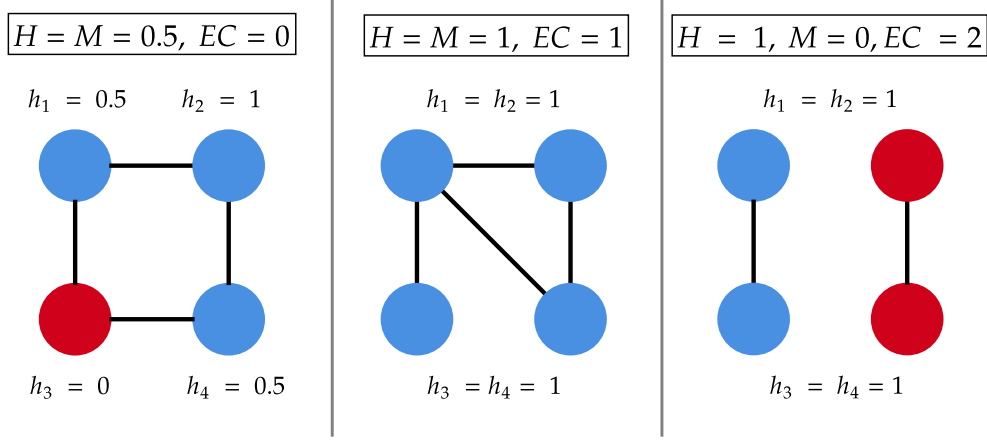 H = M = 0.5, EC = 0
h₁ = 0.5 h₂ = 1
h₃ = 0 h₄ = 0.5
H = M = 1, EC = 1
h₁ = h₂ = 1
h₃ = h₄ = 1
H = 1, M = 0, EC = 2
h₁ = h₂ = 1
h₃ = h₄ = 1